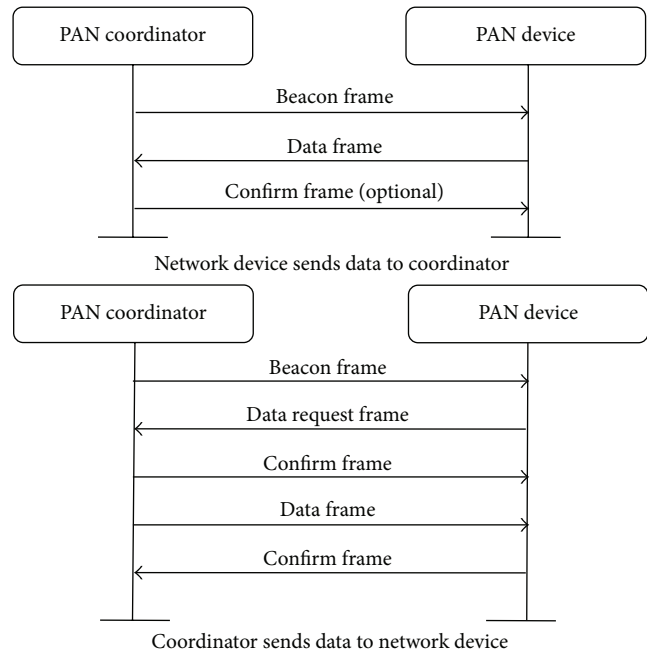 PAN coordinator
PAN device
Beacon frame
Data frame
Confirm frame (optional)
Network device sends data to coordinator
PAN coordinator
PAN device
Beacon frame
Data request frame
Confirm frame
Data frame
Confirm frame
Coordinator sends data to network device